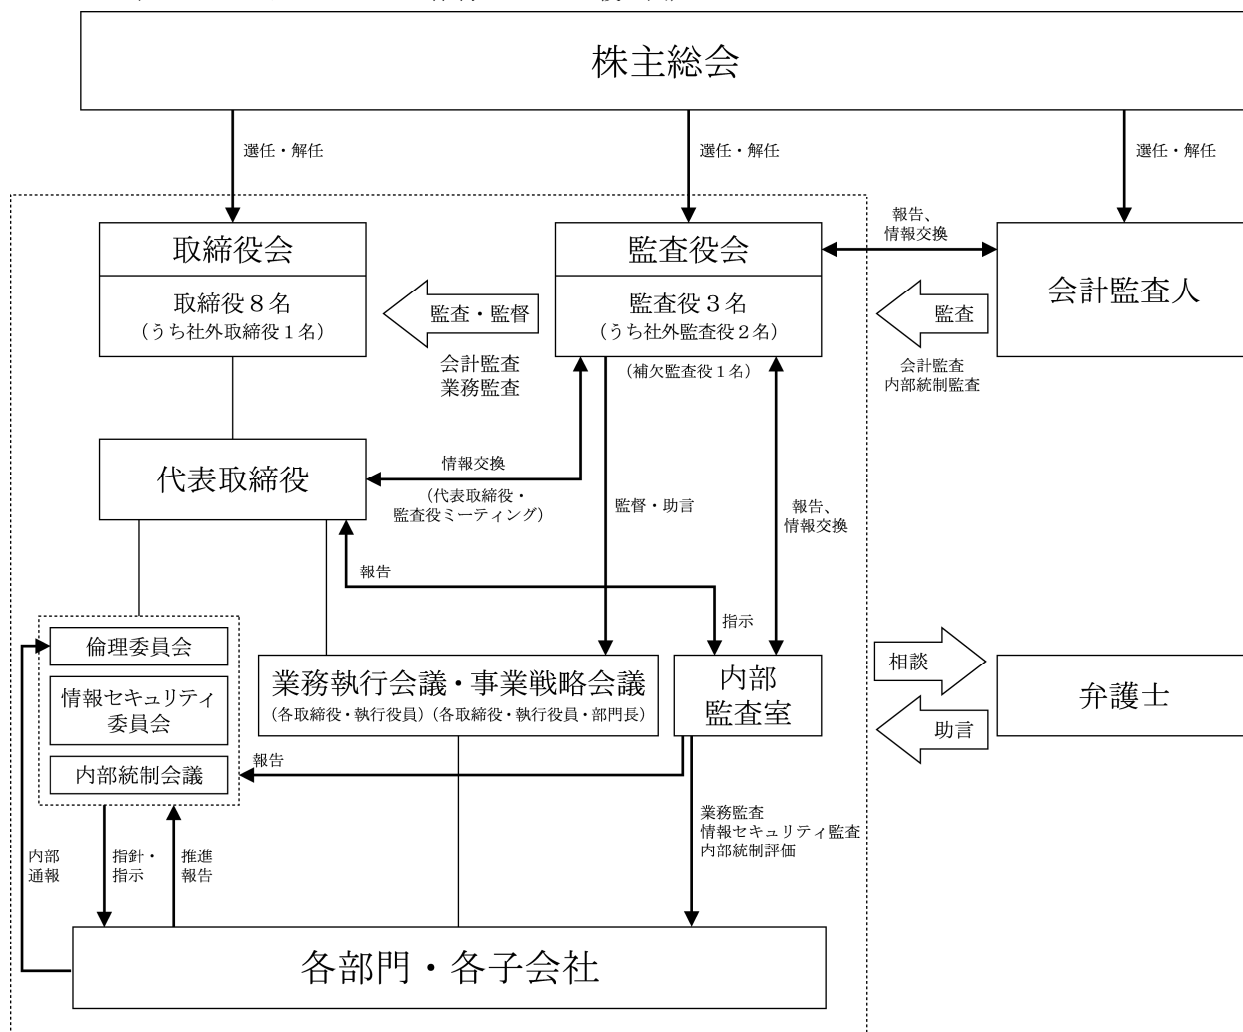 株主総会
選任・解任
選任・解任
選任・解任
取締役会
取締役８名
（うち社外取締役１名）
監査・監督
会計監査
業務監査
監査役会
監査役３名
（うち社外監査役２名）
（補欠監査役１名）
報告、
情報交換
会計監査人
監査
会計監査
内部統制監査
代表取締役
情報交換
（代表取締役・
監査役ミーティング）
監督・助言
報告、
情報交換
報告
指示
倫理委員会
情報セキュリティ
委員会
内部統制会議
業務執行会議・事業戦略会議
（各取締役・執行役員）（各取締役・執行役員・部門長）
内部
監査室
相談
助言
弁護士
報告
業務監査
情報セキュリティ監査
内部統制評価
内部
通報
指針・
指示
推進
報告
各部門・各子会社